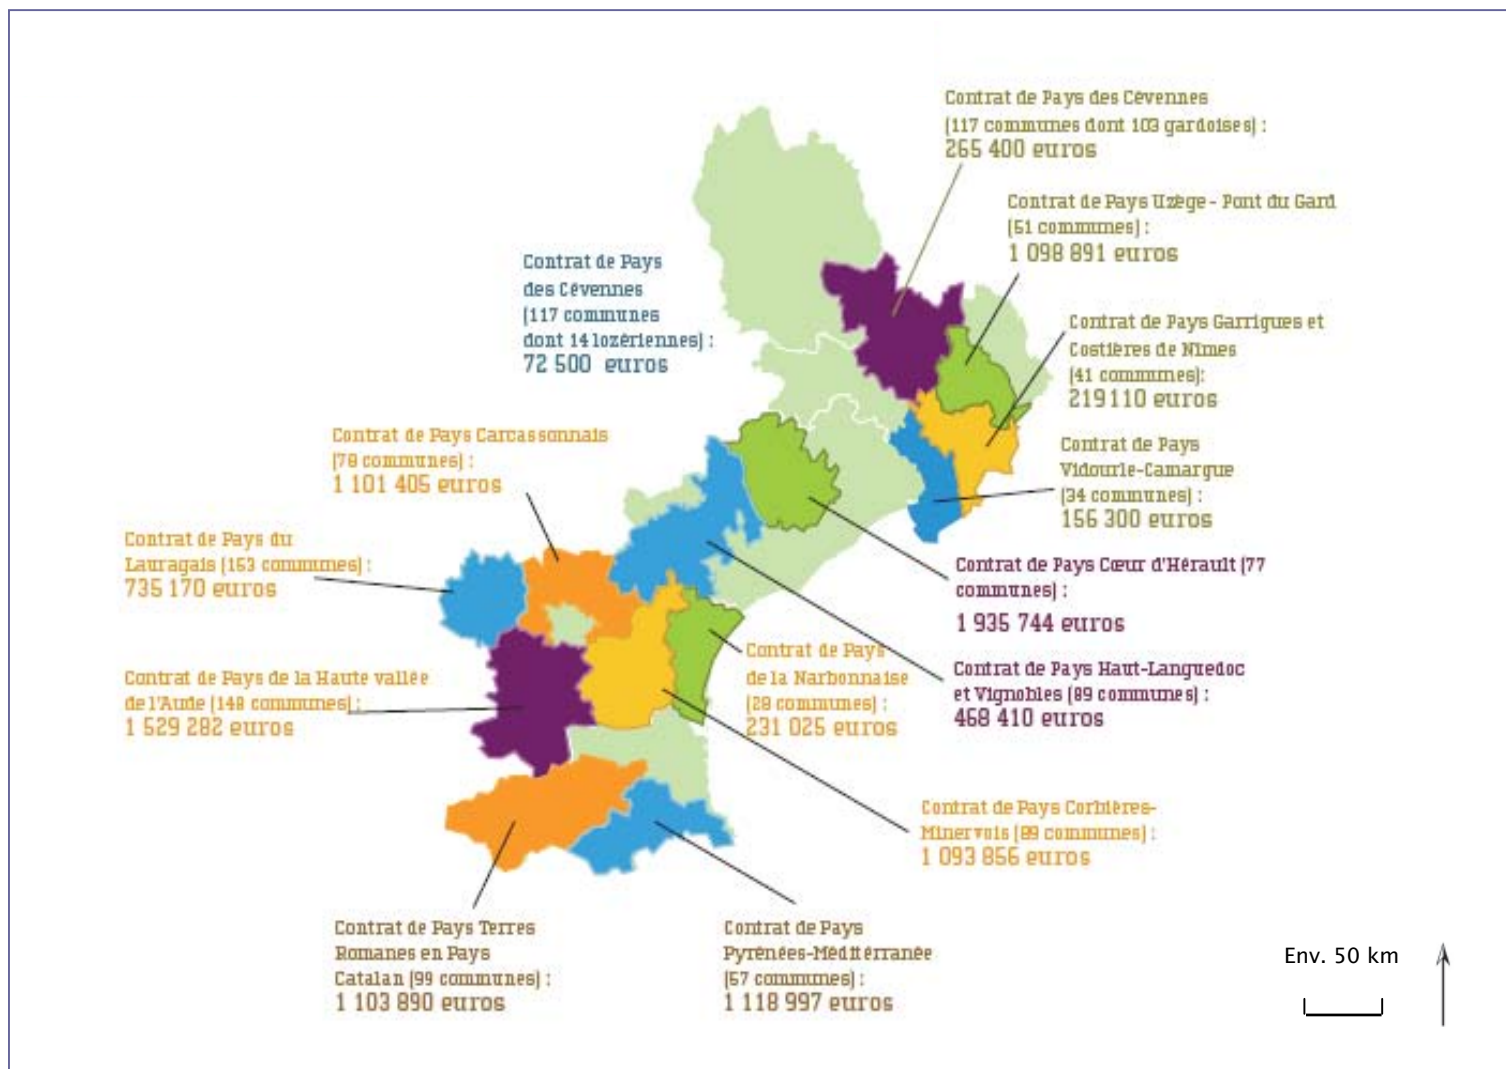 Contrat de Pays des Cévennes
(117 communes dont 103 gardoises) :
265 400 euros
Contrat de Pays Uzège - Pont du Gard
(51 communes) :
1 098 891 euros
Contrat de Pays
des Cévennes
(117 communes
dont 14 lozériennes) :
72 500 euros
Contrat de Pays Garrigues et
Costières de Nîmes
(41 communes):
219 110 euros
Contrat de Pays Carcassonnais
(78 communes) :
1 101 405 euros
Contrat de Pays
Vidourle-Camargue
(34 communes) :
156 300 euros
Contrat de Pays du
Lauragais (153 communes) :
735 170 euros
Contrat de Pays Cœur d'Hérault (77
communes) :
1 935 744 euros
Contrat de Pays
de la Narbonnaise
(28 communes) :
231 025 euros
Contrat de Pays Haut-Languedoc
et Vignobles (89 communes) :
468 410 euros
Contrat de Pays de la Haute vallée
de l'Aude (148 communes) :
1 529 282 euros
Contrat de Pays Corbières-
Minervois (89 communes) :
1 093 856 euros
Contrat de Pays Terres
Romanes en Pays
Catalan (99 communes) :
1 103 890 euros
Contrat de Pays
Pyrénées-Méditérranée
(57 communes) :
1 118 997 euros
Env. 50 km